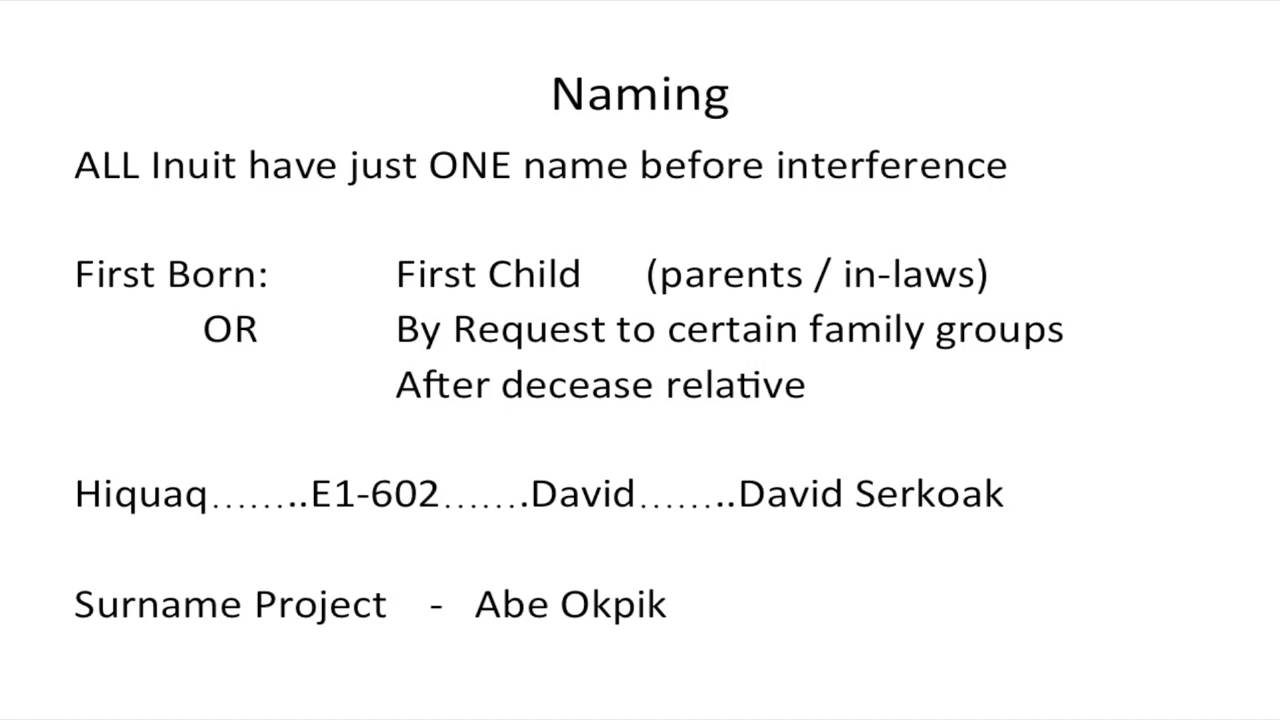 Naming
ALL Inuit have just ONE name before interference
First Born: First Child (parents / in-laws)
OR By Request to certain family groups
After decease relative
Hiquaq........E1-602.......David........David Serkoak
Surname Project - Abe Okpik